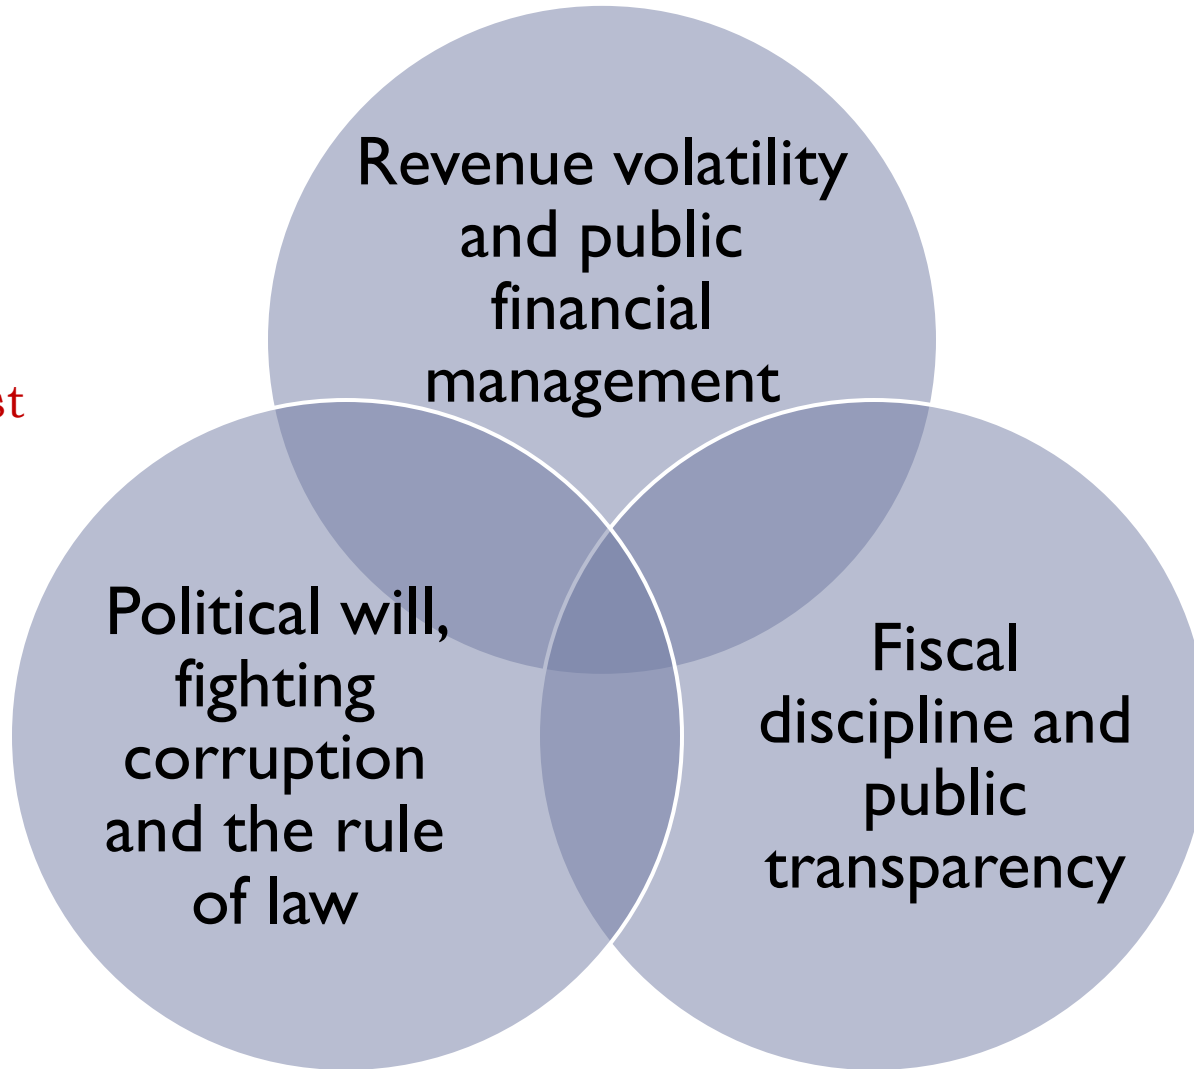 Revenue volatility
and public
financial
management
st
Political will,
fighting
corruption
and the rule
of law
Fiscal
discipline and
public
transparency